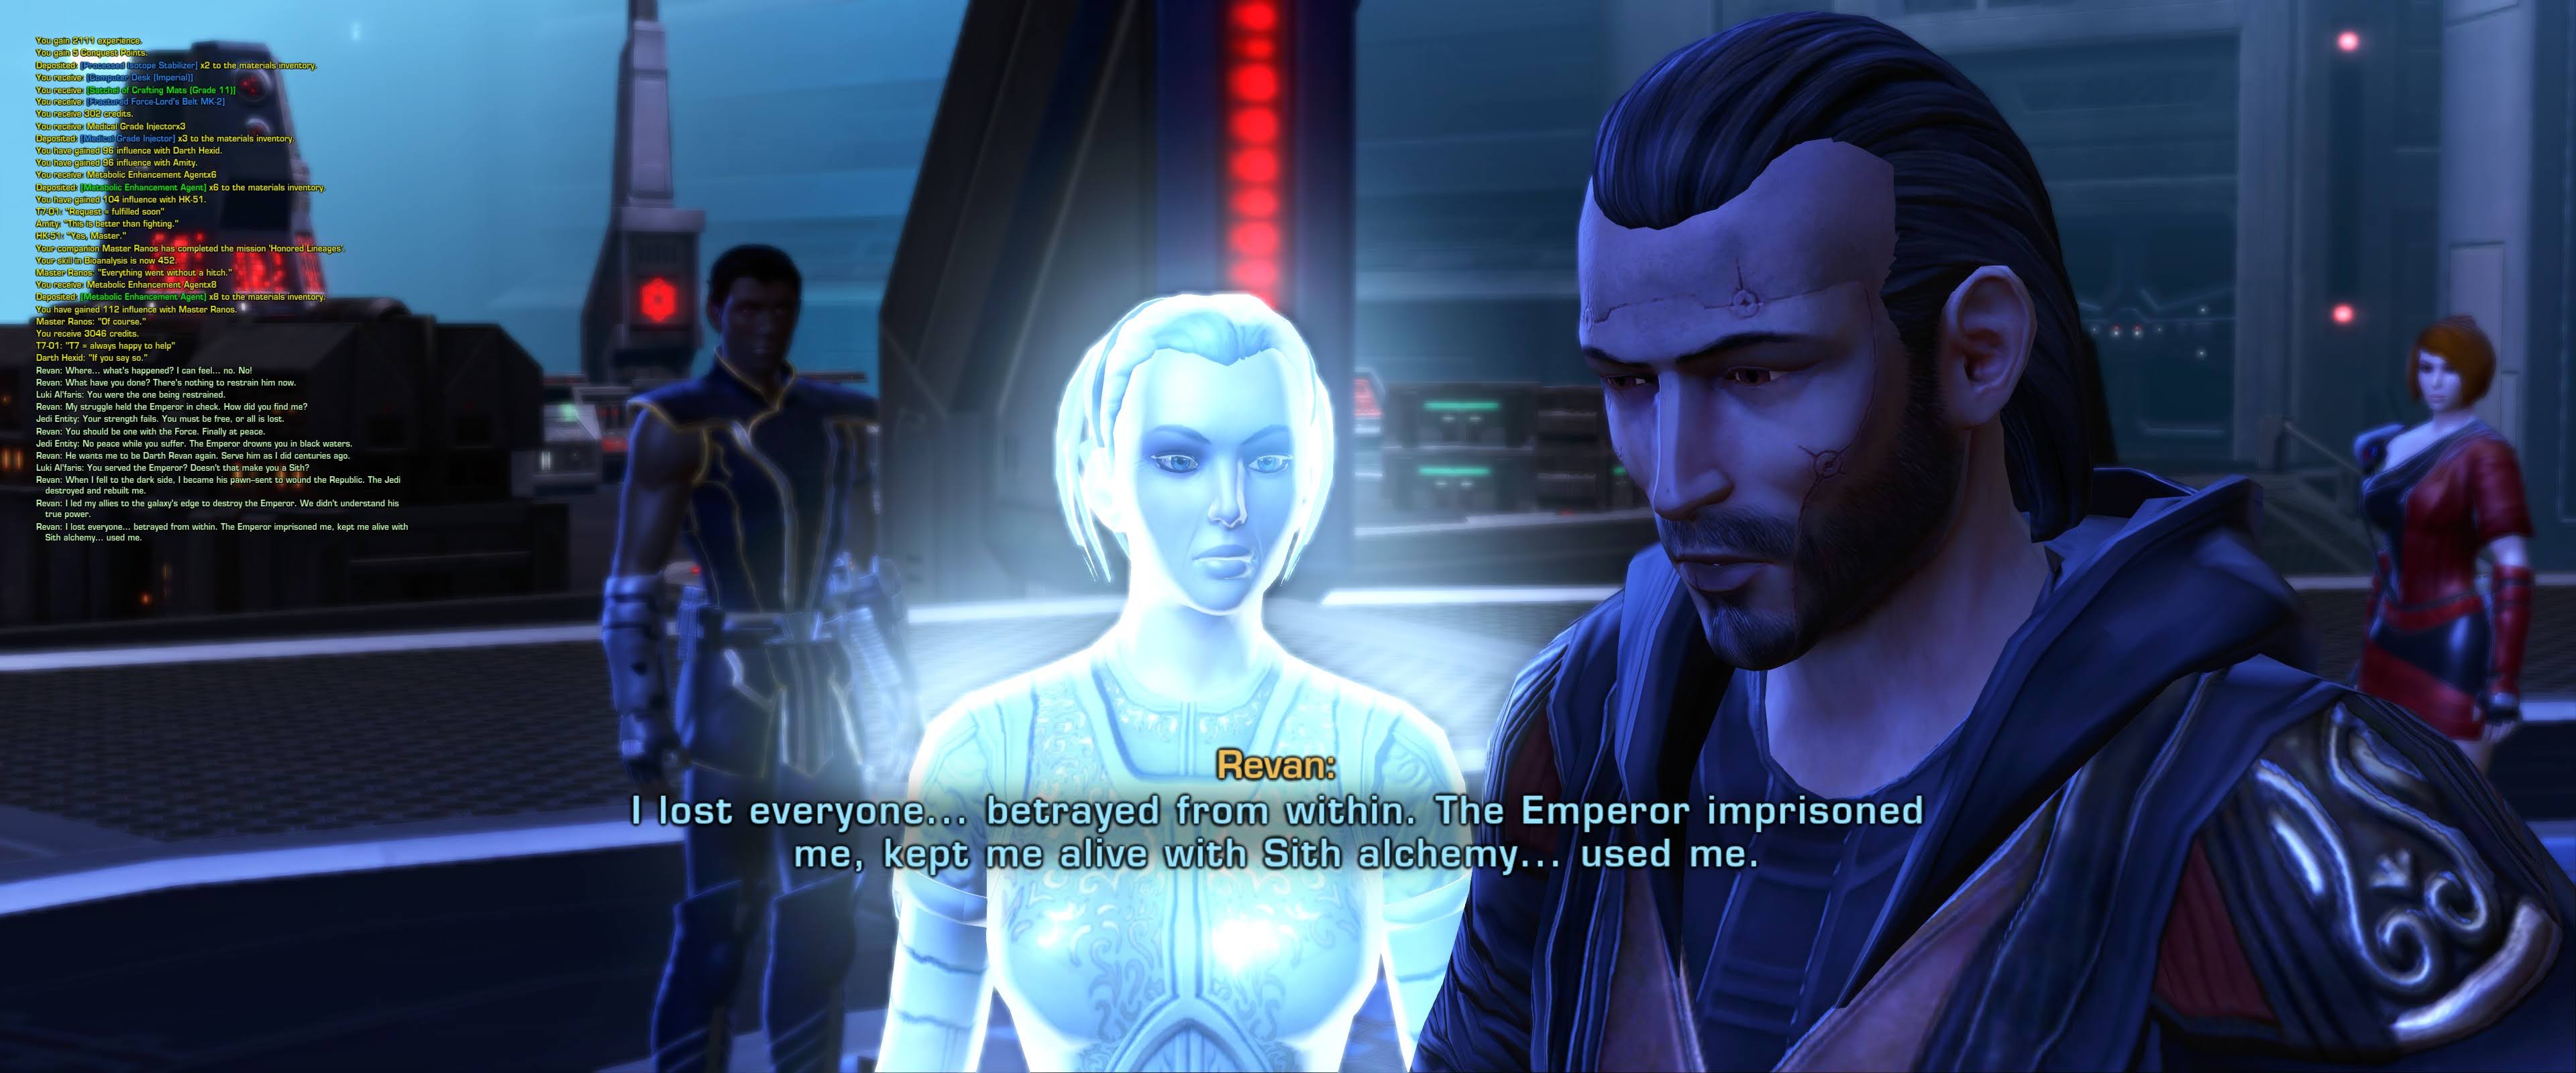 You gain 2111 experience.
You gain 5 Conquest Points.
Deposited: [Processed Isotope Stabilizer] x2 to the materials inventory.
You receive: [Computer Desk (Imperial)]
You receive: [Satchel of Crafting Mats (Grade 11)]
You receive: [Fractured Force-Lord's Belt MK-2]
You receive 302 credits.
You receive: Medical Grade Injectorx3
Deposited: [Medical Grade Injector] x3 to the materials inventory.
You have gained 96 influence with Darth Hexid.
You have gained 96 influence with Amity.
You receive: Metabolic Enhancement Agentx6
Deposited: [Metabolic Enhancement Agent] x6 to the materials inventory.
You have gained 104 influence with HK-51.
T7-01: "Request = fulfilled soon"
Amity: "This is better than fighting."
HK-51: "Yes, Master."
Your companion Master Ranos has completed the mission 'Honored Lineages'.
Your skill in Bioanalysis is now 452.
Master Ranos: "Everything went without a hitch."
You receive: Metabolic Enhancement Agentx8
Deposited: [Metabolic Enhancement Agent] x8 to the materials inventory.
You have gained 112 influence with Master Ranos.
Master Ranos: "Of course."
You receive 3046 credits.
T7-01: "T7 = always happy to help"
Darth Hexid: "If you say so."
Revan: Where... what's happened? I can feel... no. No!
Revan: What have you done? There's nothing to restrain him now.
Luki Al'faris: You were the one being restrained.
Revan: My struggle held the Emperor in check. How did you find me?
Jedi Entity: Your strength fails. You must be free, or all is lost.
Revan: You should be one with the Force. Finally at peace.
Jedi Entity: No peace while you suffer. The Emperor drowns you in black waters.
Revan: He wants me to be Darth Revan again. Serve him as I did centuries ago.
Luki Al'faris: You served the Emperor? Doesn't that make you a Sith?
Revan: When I fell to the dark side, I became his pawn–sent to wound the Republic. The Jedi
destroyed and rebuilt me.
Revan: I led my allies to the galaxy's edge to destroy the Emperor. We didn't understand his
true power.
Revan: I lost everyone... betrayed from within. The Emperor imprisoned me, kept me alive with
Sith alchemy... used me.
Revan:
I lost everyone... betrayed from within. The Emperor imprisoned
me, kept me alive with Sith alchemy... used me.